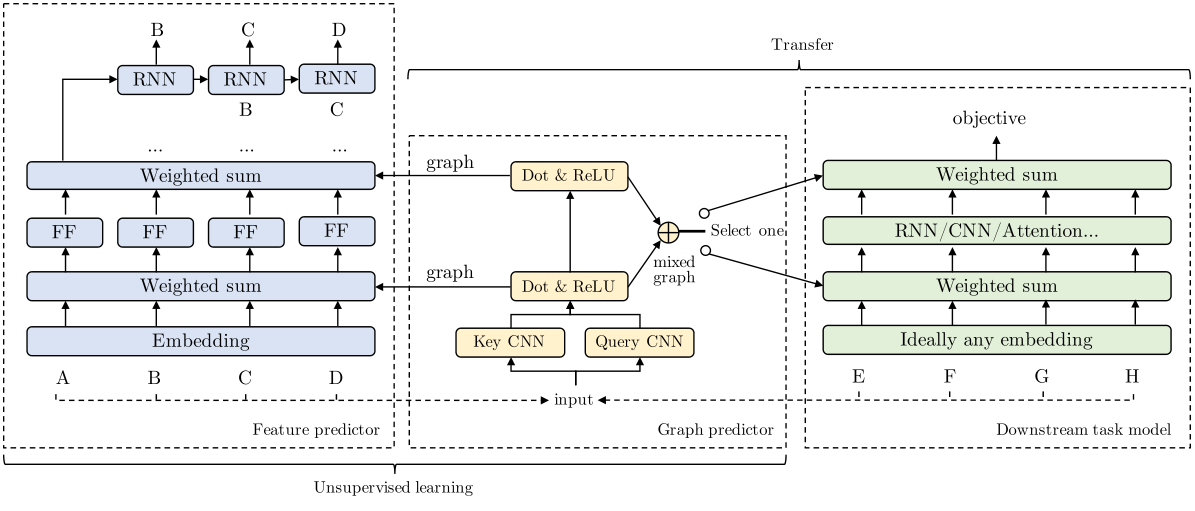 B C D
RNN RNN RNN
B C
... ... ...
Weighted sum
FF FF FF FF
Weighted sum
Embedding
A B C D
Feature predictor
graph
graph
Transfer
Dot & ReLU
Select one
mixed
graph
Dot & ReLU
Key CNN Query CNN
input
Graph predictor
objective
Weighted sum
RNN/CNN/Attention...
Weighted sum
Ideally any embedding
E F G H
Downstream task model
Unsupervised learning